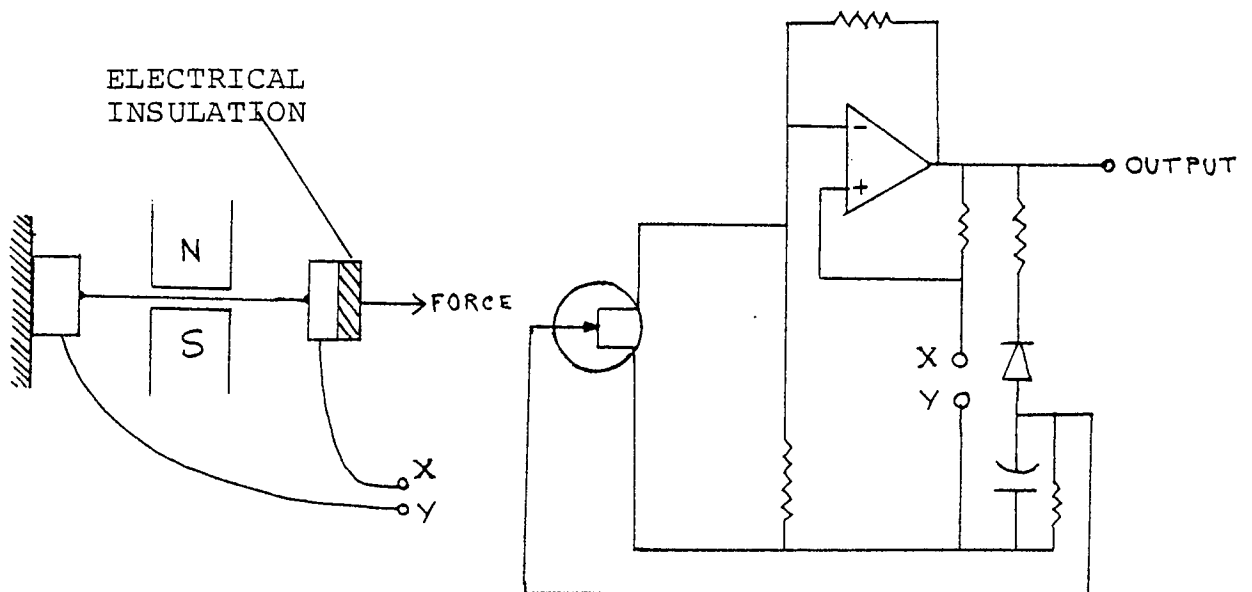 ELECTRICAL
INSULATION
N
S
FORCE
X
Y
-
+
OUTPUT
X
Y